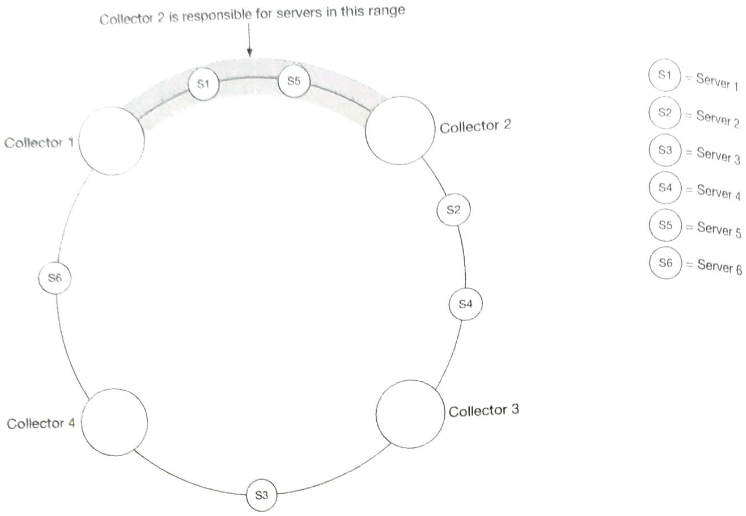 Collector 2 is responsible for servers in this range
S1
S5
Collector 1
Collector 2
S2
S6
S4
Collector 4
Collector 3
S3
S1 = Server 1
S2 = Server 2
S3 = Server 3
S4 = Server 4
S5 = Server 5
S6 = Server 6